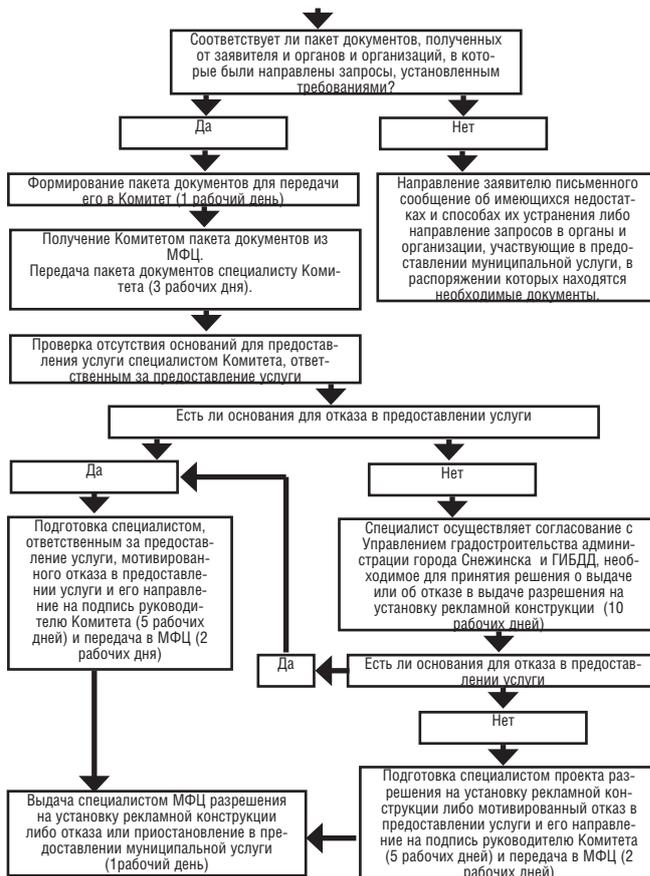 Соответствует ли пакет документов, полученных
от заявителя и органов и организаций, в кото-
рые были направлены запросы, установленным
требованиями?
Да
Нет
Формирование пакета документов для передачи
его в Комитет (1 рабочий день)
Направление заявителю письменного
сообщение об имеющихся недостат-
ках и способах их устранения либо
направление запросов в органы и
организации, участвующие в предо-
ставлении муниципальной услуги, в
распоряжении которых находятся
необходимые документы.
Получение Комитетом пакета документов из
МФЦ.
Передача пакета документов специалисту Коми-
тета (3 рабочих дня).
Проверка отсутствия оснований для предостав-
ления услуги специалистом Комитета, ответ-
ственным за предоставление услуги
Есть ли основания для отказа в предоставлении услуги
Да
Нет
Подготовка специалистом,
ответственным за предостав-
ление услуги, мотивирован-
ного отказа в предоставле-
нии услуги и его направле-
ние на подпись руководи-
телю Комитета (5 рабочих
дней) и передача в МФЦ (2
рабочих дня)
Специалист осуществляет согласование с
Управлением градостроительства админи-
страции города Снежинска и ГИБДД, необ-
ходимое для принятия решения о выдаче
или об отказе в выдаче разрешения на
установку рекламной конструкции (10
рабочих дней)
Да
Есть ли основания для отказа в предостав-
лении услуги
Нет
Выдача специалистом МФЦ разрешения
на установку рекламной конструкции
либо отказа или приостановление в пре-
доставлении муниципальной услуги
(1рабочий день)
Подготовка специалистом проекта раз-
решения на установку рекламной кон-
струкции либо мотивированный отказ в
предоставлении услуги и его направле-
ние на подпись руководителю Комитета
(5 рабочих дней) и передача в МФЦ (2
рабочих дней)